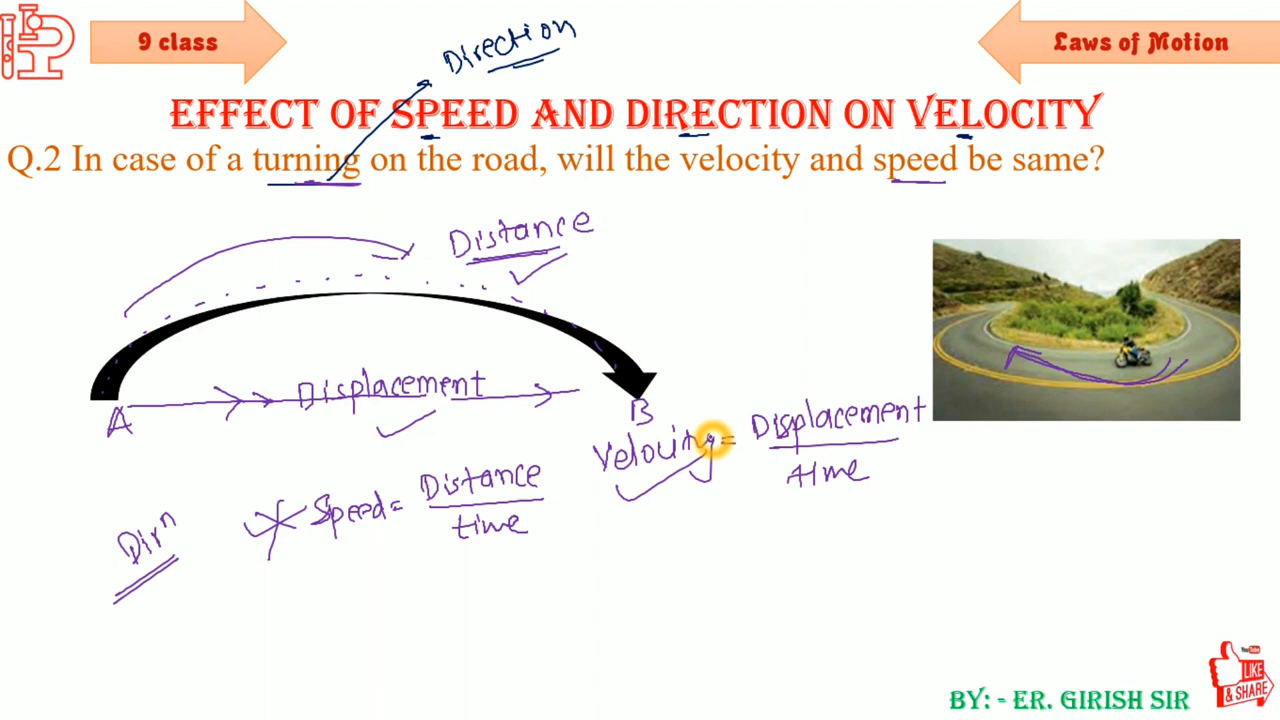 9 class
Laws of Motion
Direction
EFFECT OF SPEED AND DIRECTION ON VELOCITY
Q.2 In case of a turning on the road, will the velocity and speed be same?
Distance
Displacement
A
B
Velocity = Displacement
time
Speed = Distance
time
Dirⁿ
YouTube
LIKE
& SHARE
BY: - ER. GIRISH SIR